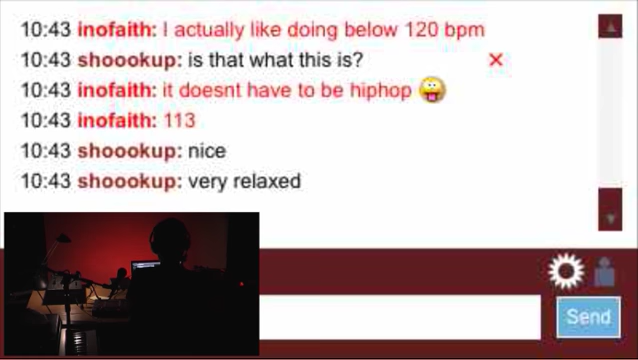 10:43 inofaith: I actually like doing below 120 bpm
10:43 shoookup: is that what this is?
10:43 inofaith: it doesnt have to be hiphop
10:43 inofaith: 113
10:43 shoookup: nice
10:43 shoookup: very relaxed
Send